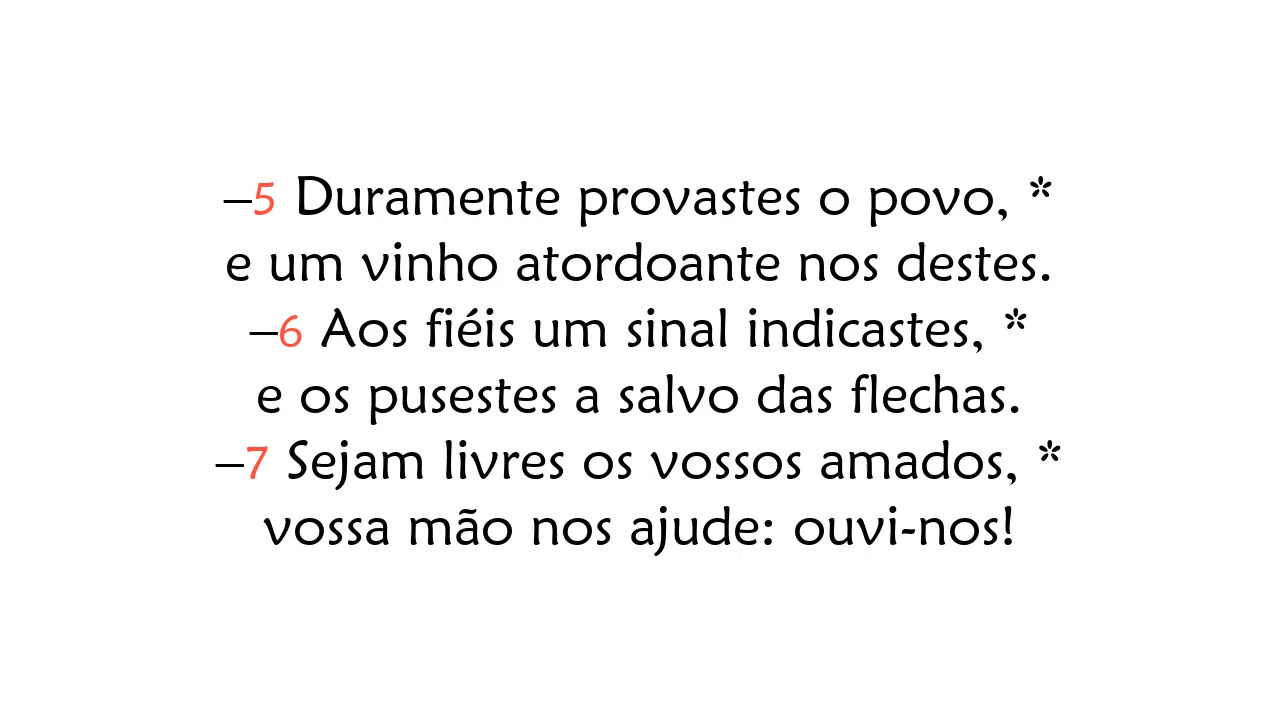 –5 Duramente provastes o povo, *
e um vinho atordoante nos destes.
–6 Aos fiéis um sinal indicastes, *
e os pusestes a salvo das flechas.
–7 Sejam livres os vossos amados, *
vossa mão nos ajude: ouvi-nos!